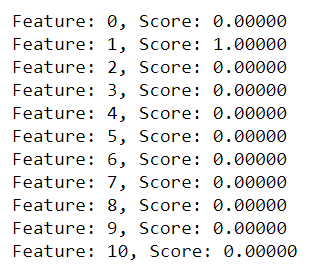 Feature: 0, Score: 0.00000
Feature: 1, Score: 1.00000
Feature: 2, Score: 0.00000
Feature: 3, Score: 0.00000
Feature: 4, Score: 0.00000
Feature: 5, Score: 0.00000
Feature: 6, Score: 0.00000
Feature: 7, Score: 0.00000
Feature: 8, Score: 0.00000
Feature: 9, Score: 0.00000
Feature: 10, Score: 0.00000